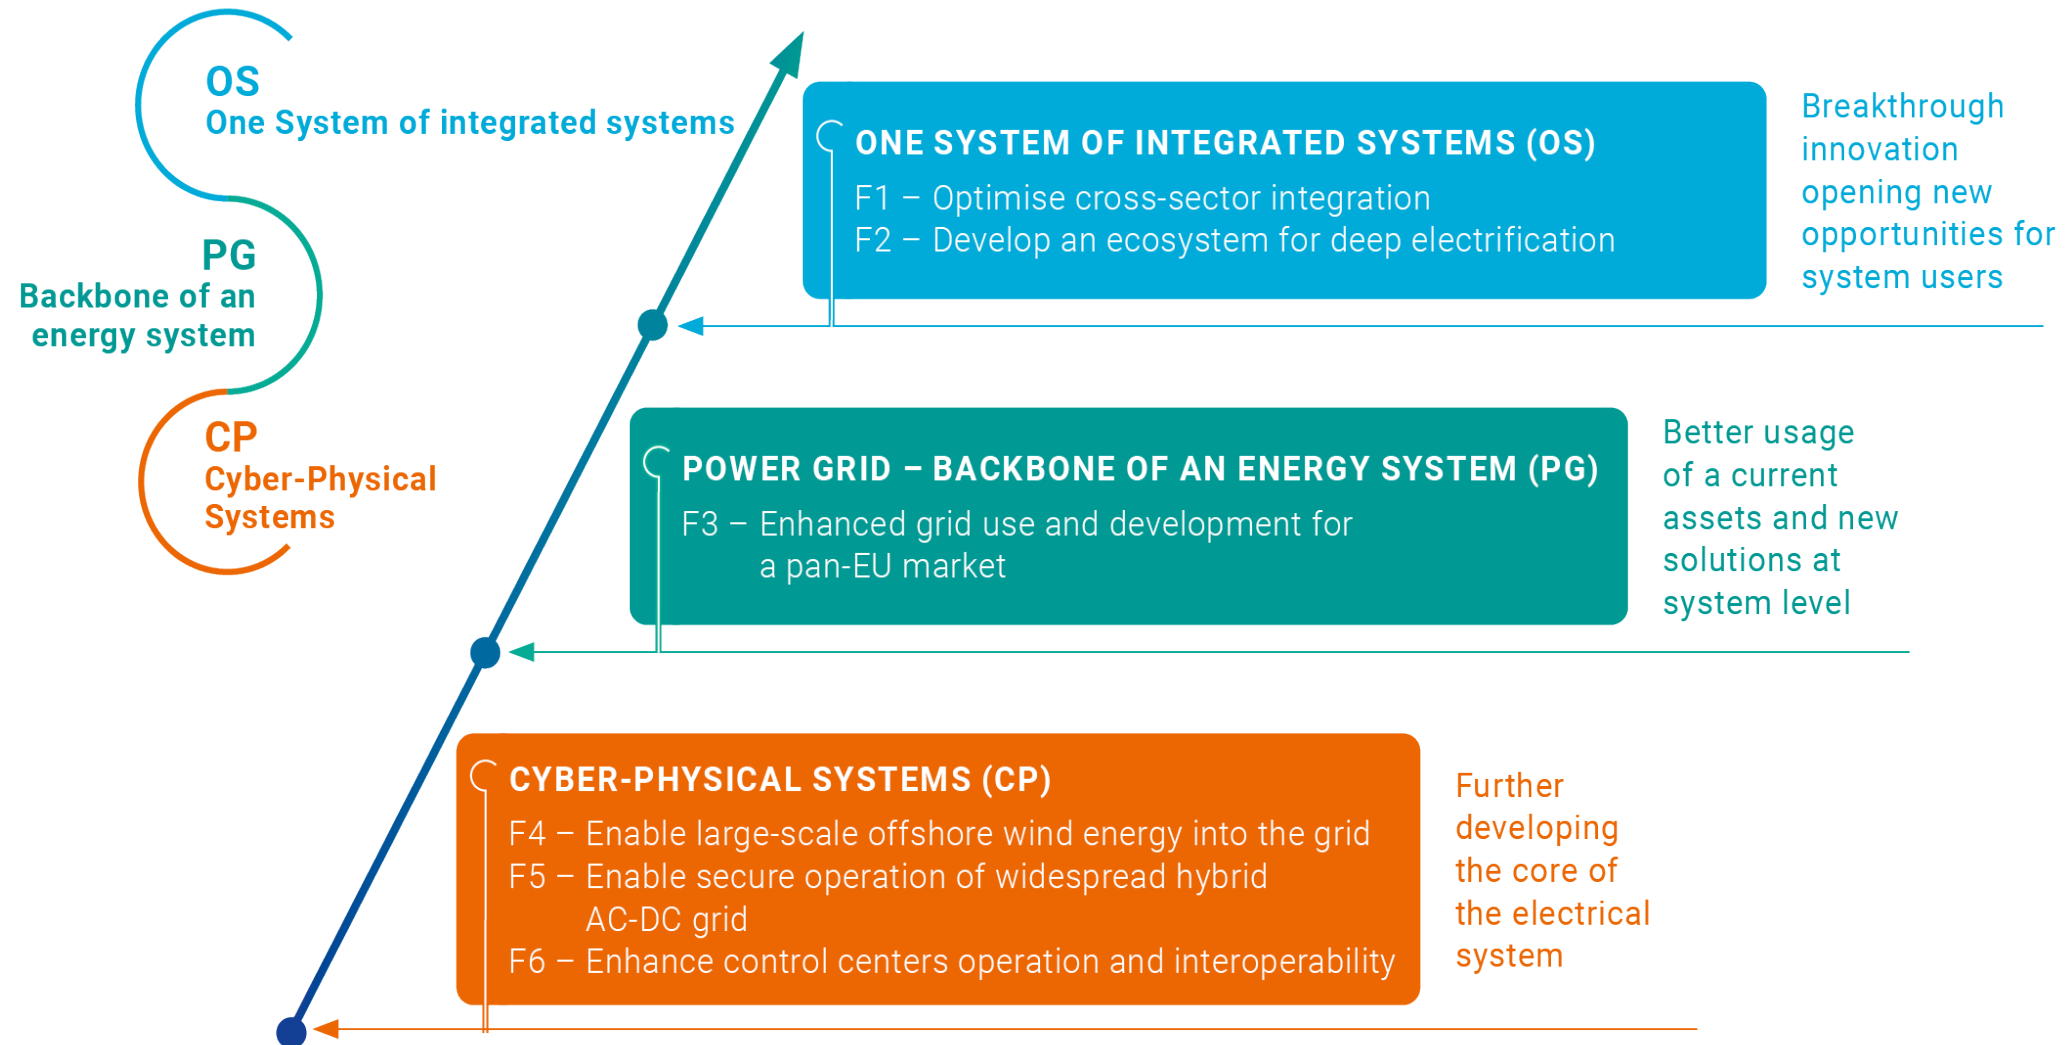 OS
One System of integrated systems
PG
Backbone of an
energy system
CP
Cyber-Physical
Systems
ONE SYSTEM OF INTEGRATED SYSTEMS (OS)
F1 – Optimise cross-sector integration
F2 – Develop an ecosystem for deep electrification
Breakthrough
innovation
opening new
opportunities for
system users
POWER GRID – BACKBONE OF AN ENERGY SYSTEM (PG)
F3 – Enhanced grid use and development for
a pan-EU market
Better usage
of a current
assets and new
solutions at
system level
CYBER-PHYSICAL SYSTEMS (CP)
F4 – Enable large-scale offshore wind energy into the grid
F5 – Enable secure operation of widespread hybrid
AC-DC grid
F6 – Enhance control centers operation and interoperability
Further
developing
the core of
the electrical
system